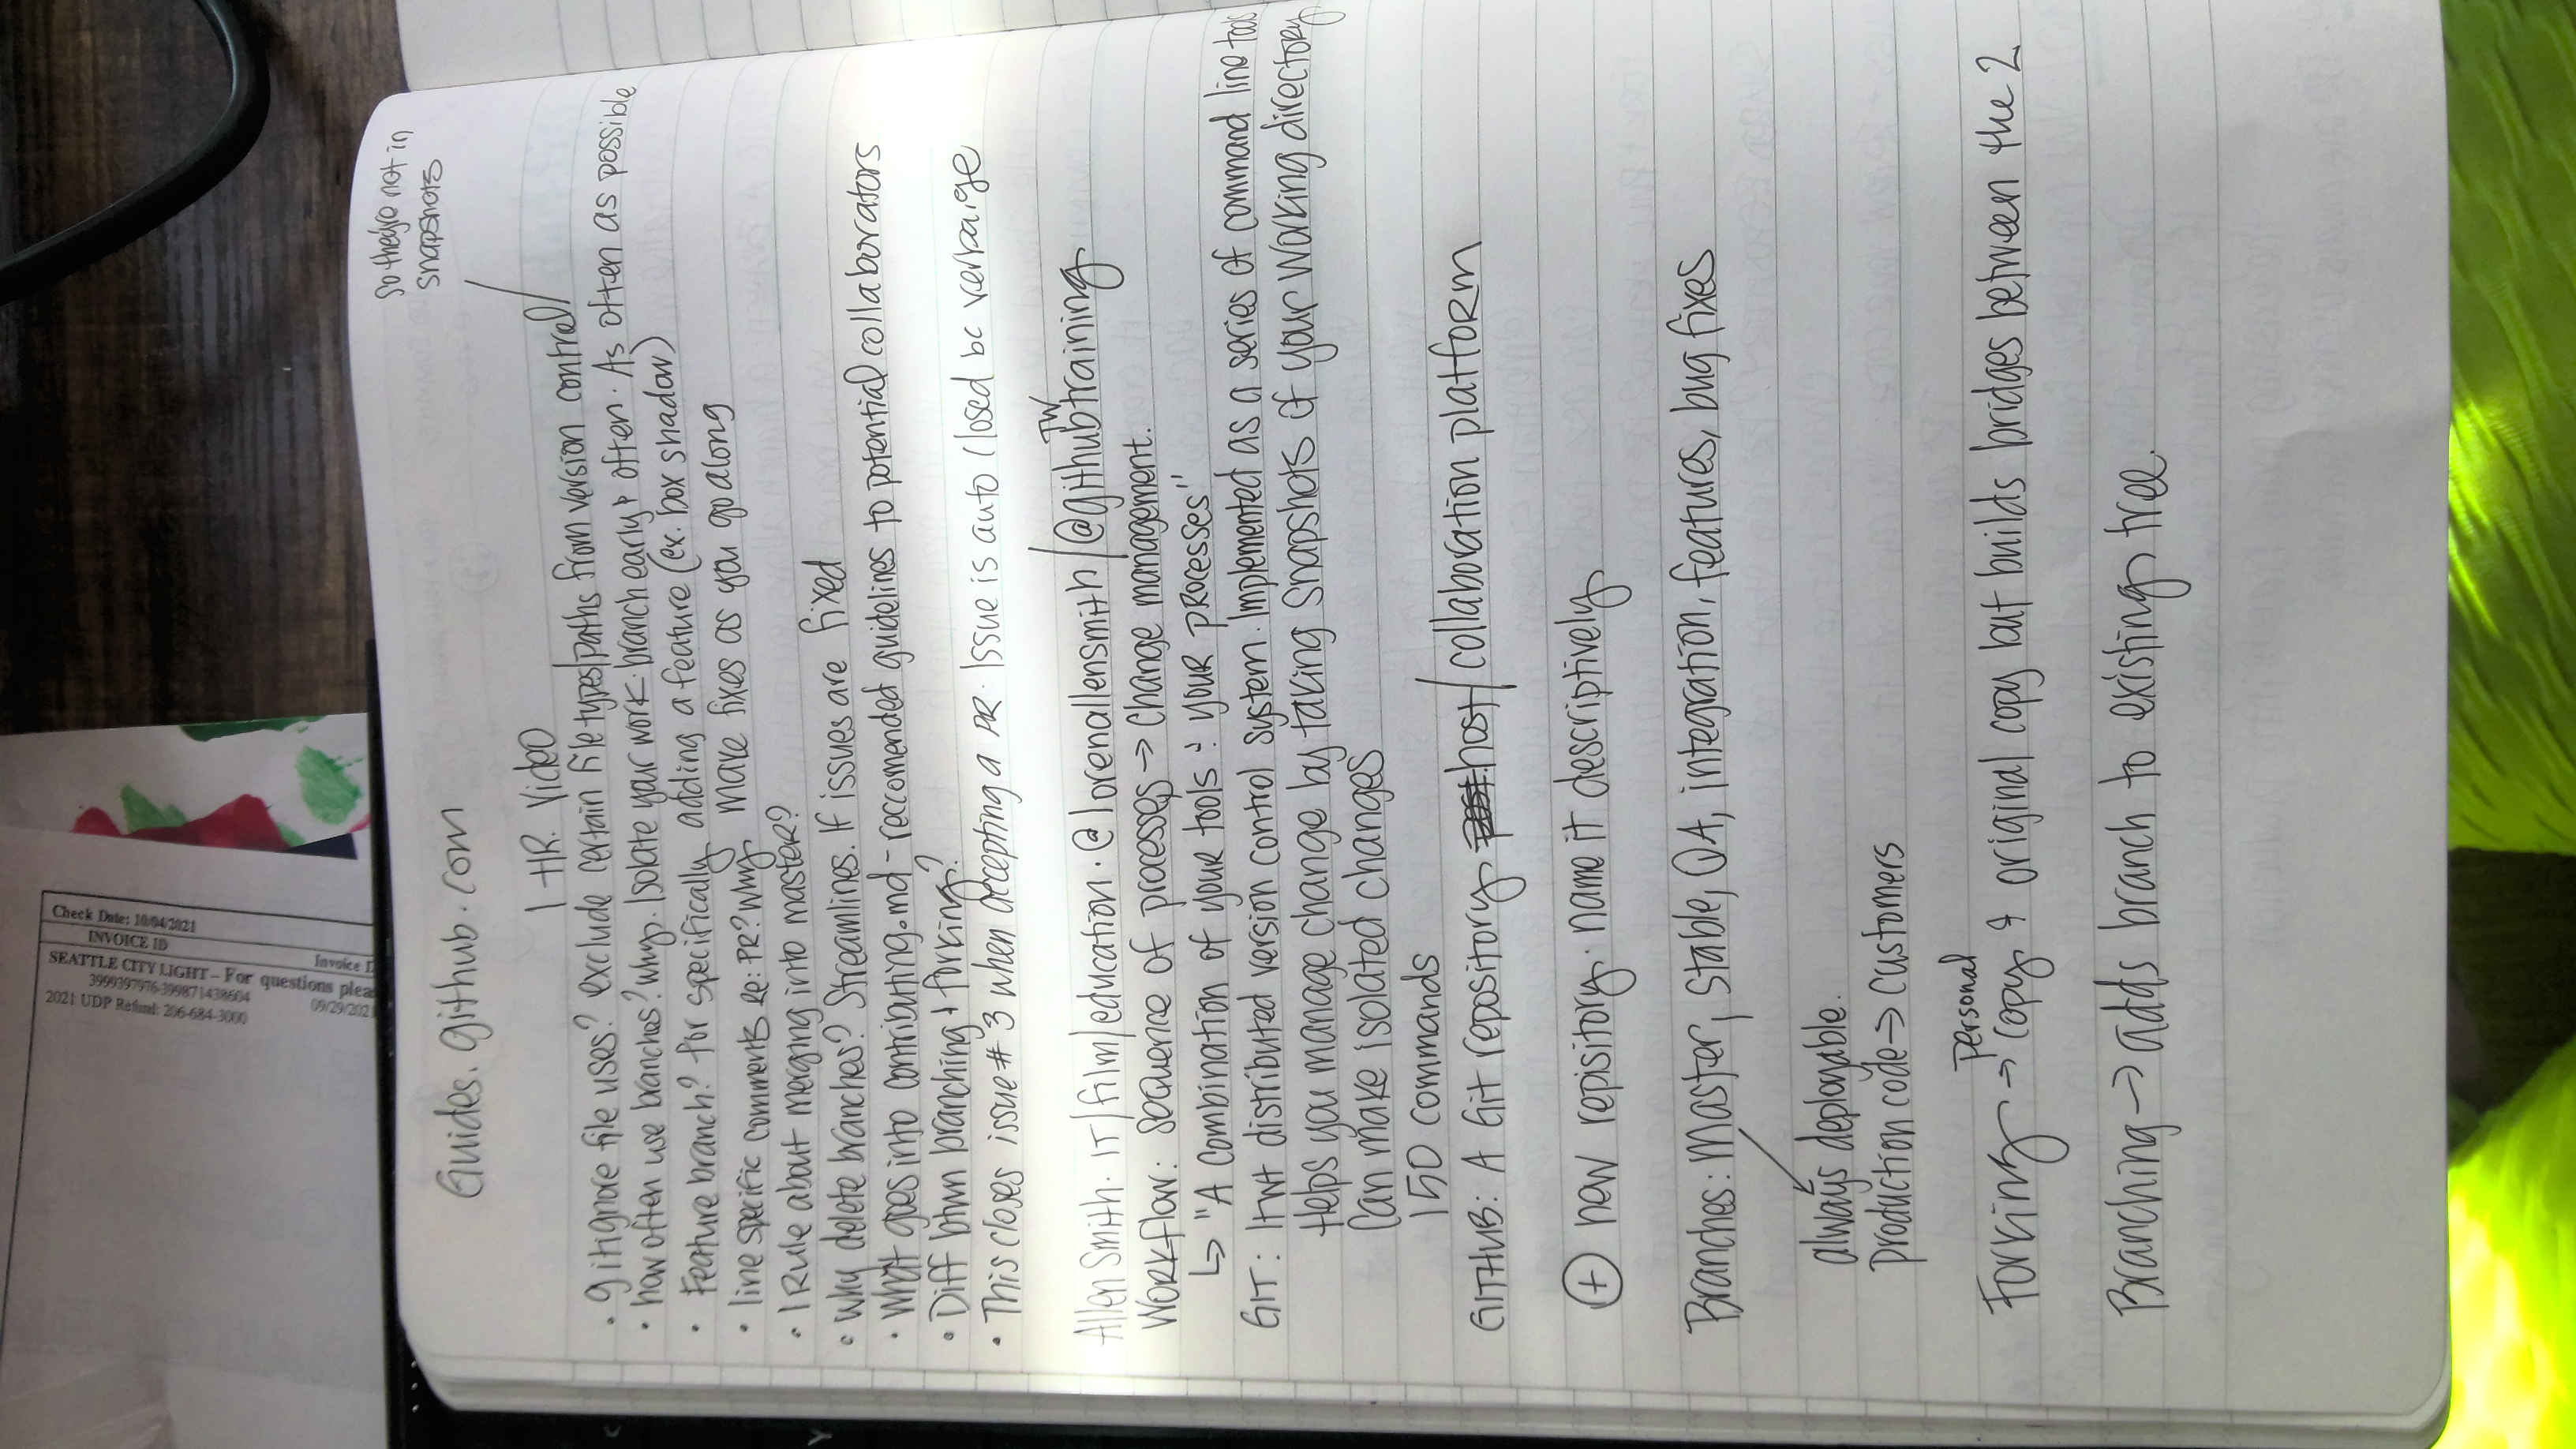 Check Date: 10/04/2021
INVOICE ID
Invoice
SEATTLE CITY LIGHT - For questions plea
2021 UDP Refund: 206-684-3000
So they're not in
snapshots
Guides.github.com
1 HR. Video
• gitignore file uses? exclude certain file types/paths from version control
• how often use branches? why. Isolate your work. branch early & often. As often as possible
• Feature branch? for specifically adding a feature (ex. box shadow)
• line specific comments Re: PR? Why make fixes as you go along
• 1 Rule about merging into master?
• Why delete branches? Streamlines. If issues are fixed
• What goes into contributing.md - reccomended guidelines to potential collaborators
• Diff btwn branching & forking?
• This closes issue # 3 when accepting a PR. Issue is auto closed bc verbaige
TW
Allen Smith. IT/film/education. @lorenallensmith/@githubtraining
Workflow: Sequence of processes → Change management.
↳ "A combination of your tools & your processes"
GIT: distributed version control system. Implemented as a series of command line tools
Helps you manage change by taking snapshots of your working directory
Can make isolated changes
150 commands
GITHUB: A Git repository host/collaboration platform
+ new repisitory. name it descriptively
Branches: Master, stable, QA, integration, features, bug fixes
always deployable.
Production code → customers
personal
Forking → copy & original copy but builds bridges between the 2
Branching → adds branch to existing tree.